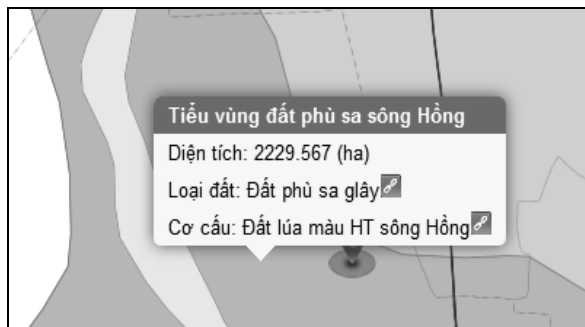 Tiểu vùng đất phù sa sông Hồng
Diện tích: 2229.567 (ha)
Loại đất: Đất phù sa glây
Cơ cấu: Đất lúa màu HT sông Hồng